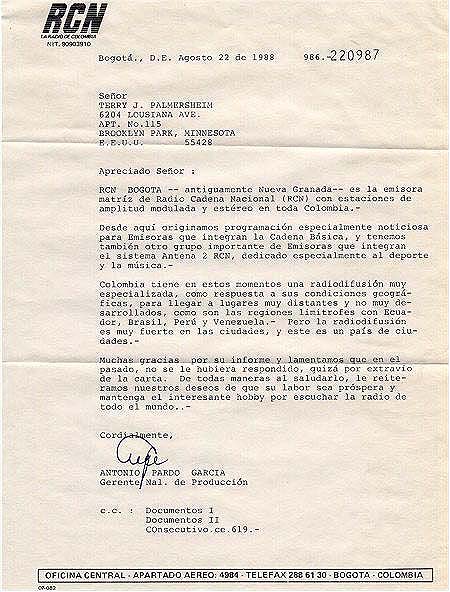 RCN
LA RADIO DE COLOMBIA
NIT. 90903910
Bogotá., D.E. Agosto 22 de 1988 986.-220987
Señor
TERRY J. PALMERSHEIM
6204 LOUSIANA AVE.
APT. No.115
BROOKLYN PARK, MINNESOTA
E.E.U.U. 55428
Apreciado Señor :
RCN BOGOTA -- antiguamente Nueva Granada-- es la emisora
matríz de Radio Cadena Nacional (RCN) con estaciones de
amplitud modulada y estéreo en toda Colombia.-
Desde aquí originamos programación especialmente noticiosa
para Emisoras que integran la Cadena Básica, y tenemos
también otro grupo importante de Emisoras que integran
el sistema Antena 2 RCN, dedicado especialmente al deporte
y la música.-
Colombia tiene en estos momentos una radiodifusión muy
especializada, como respuesta a sus condiciones geográ-
ficas, para llegar a lugares muy distantes y no muy de-
sarrollados, como son las regiones limítrofes con Ecua-
dor, Brasil, Perú y Venezuela.- Pero la radiodifusión
es muy fuerte en las ciudades, y este es un país de ciu-
dades.-
Muchas gracias por su informe y lamentamos que en el
pasado, no se le hubiera respondido, quizá por extravío
de la carta. De todas maneras al saludarlo, le reite-
ramos nuestros deseos de que su labor sea próspera y
mantenga el interesante hobby por escuchar la radio de
todo el mundo..-
Cordialmente,
ANTONIO PARDO GARCIA
Gerente Nal. de Producción
c.c. : Documentos I
Documentos II
COnsecutivo.ce.619.-
OFICINA CENTRAL - APARTADO AEREO: 4984 - TELEFAX 288 61 30 - BOGOTA - COLOMBIA
07-082